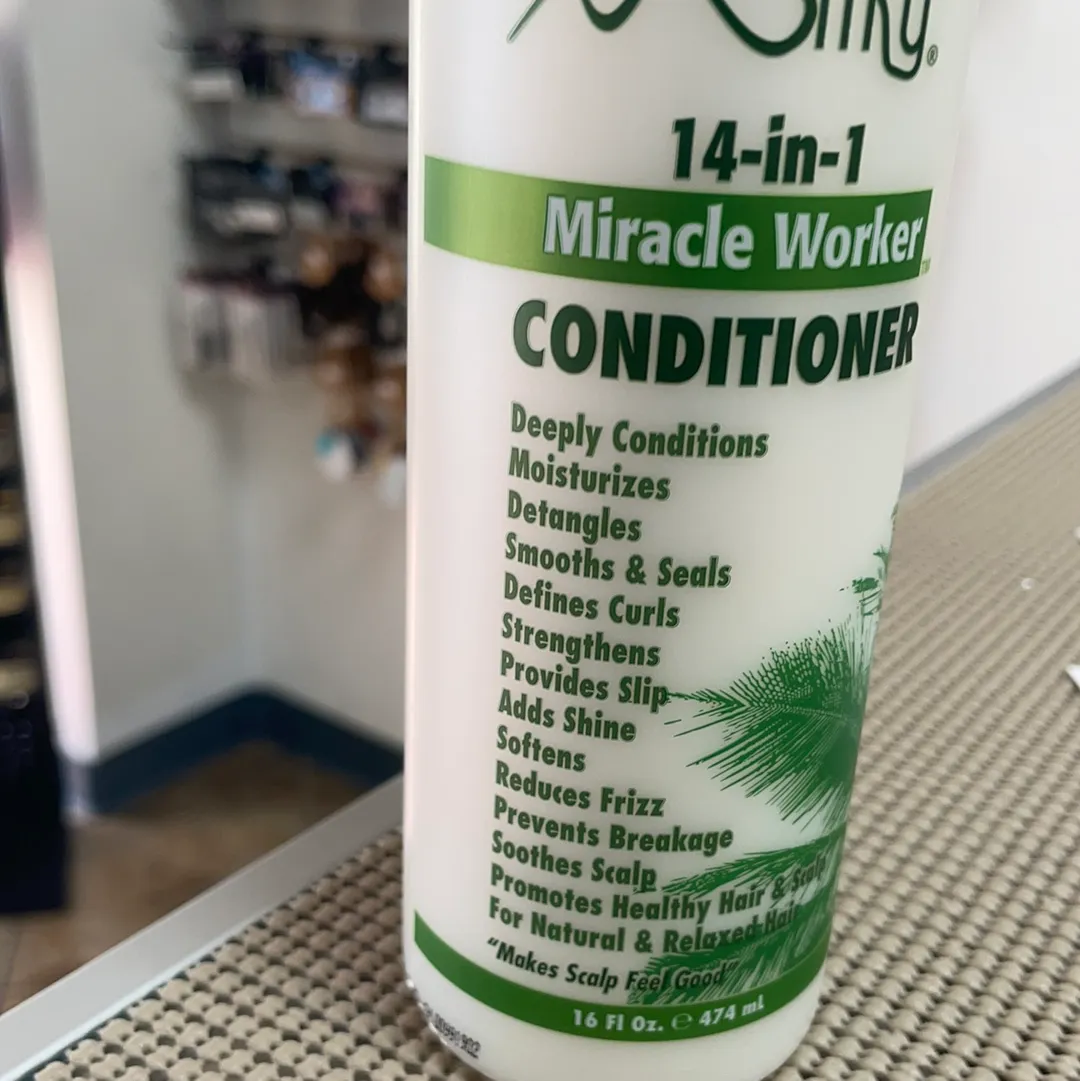 14-in-1
Miracle Worker™
CONDITIONER
Deeply Conditions
Moisturizes
Detangles
Smooths & Seals
Defines Curls
Strengthens
Provides Slip
Adds Shine
Softens
Reduces Frizz
Prevents Breakage
Soothes Scalp
Promotes Healthy Hair & Scalp
For Natural & Relaxed Hair
“Makes Scalp Feel Good”
16 Fl Oz. ℮ 474 mL